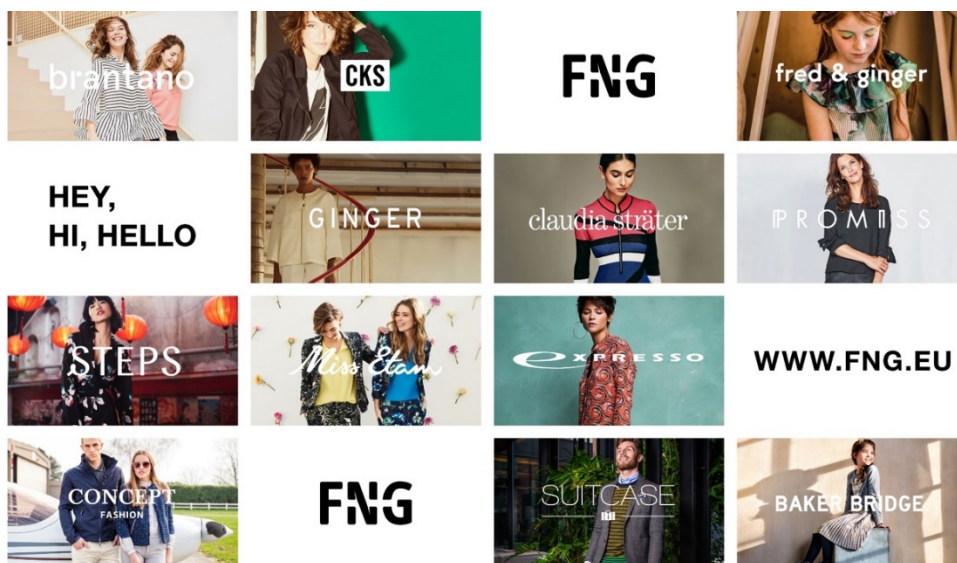 brantano
CKS
FNG
fred & ginger
HEY,
HI, HELLO
GINGER
claudia sträter
PROMISS
STEPS
Miss Etam
expresso
WWW.FNG.EU
CONCEPT
FASHION
FNG
SUITCASE
BAKER BRIDGE